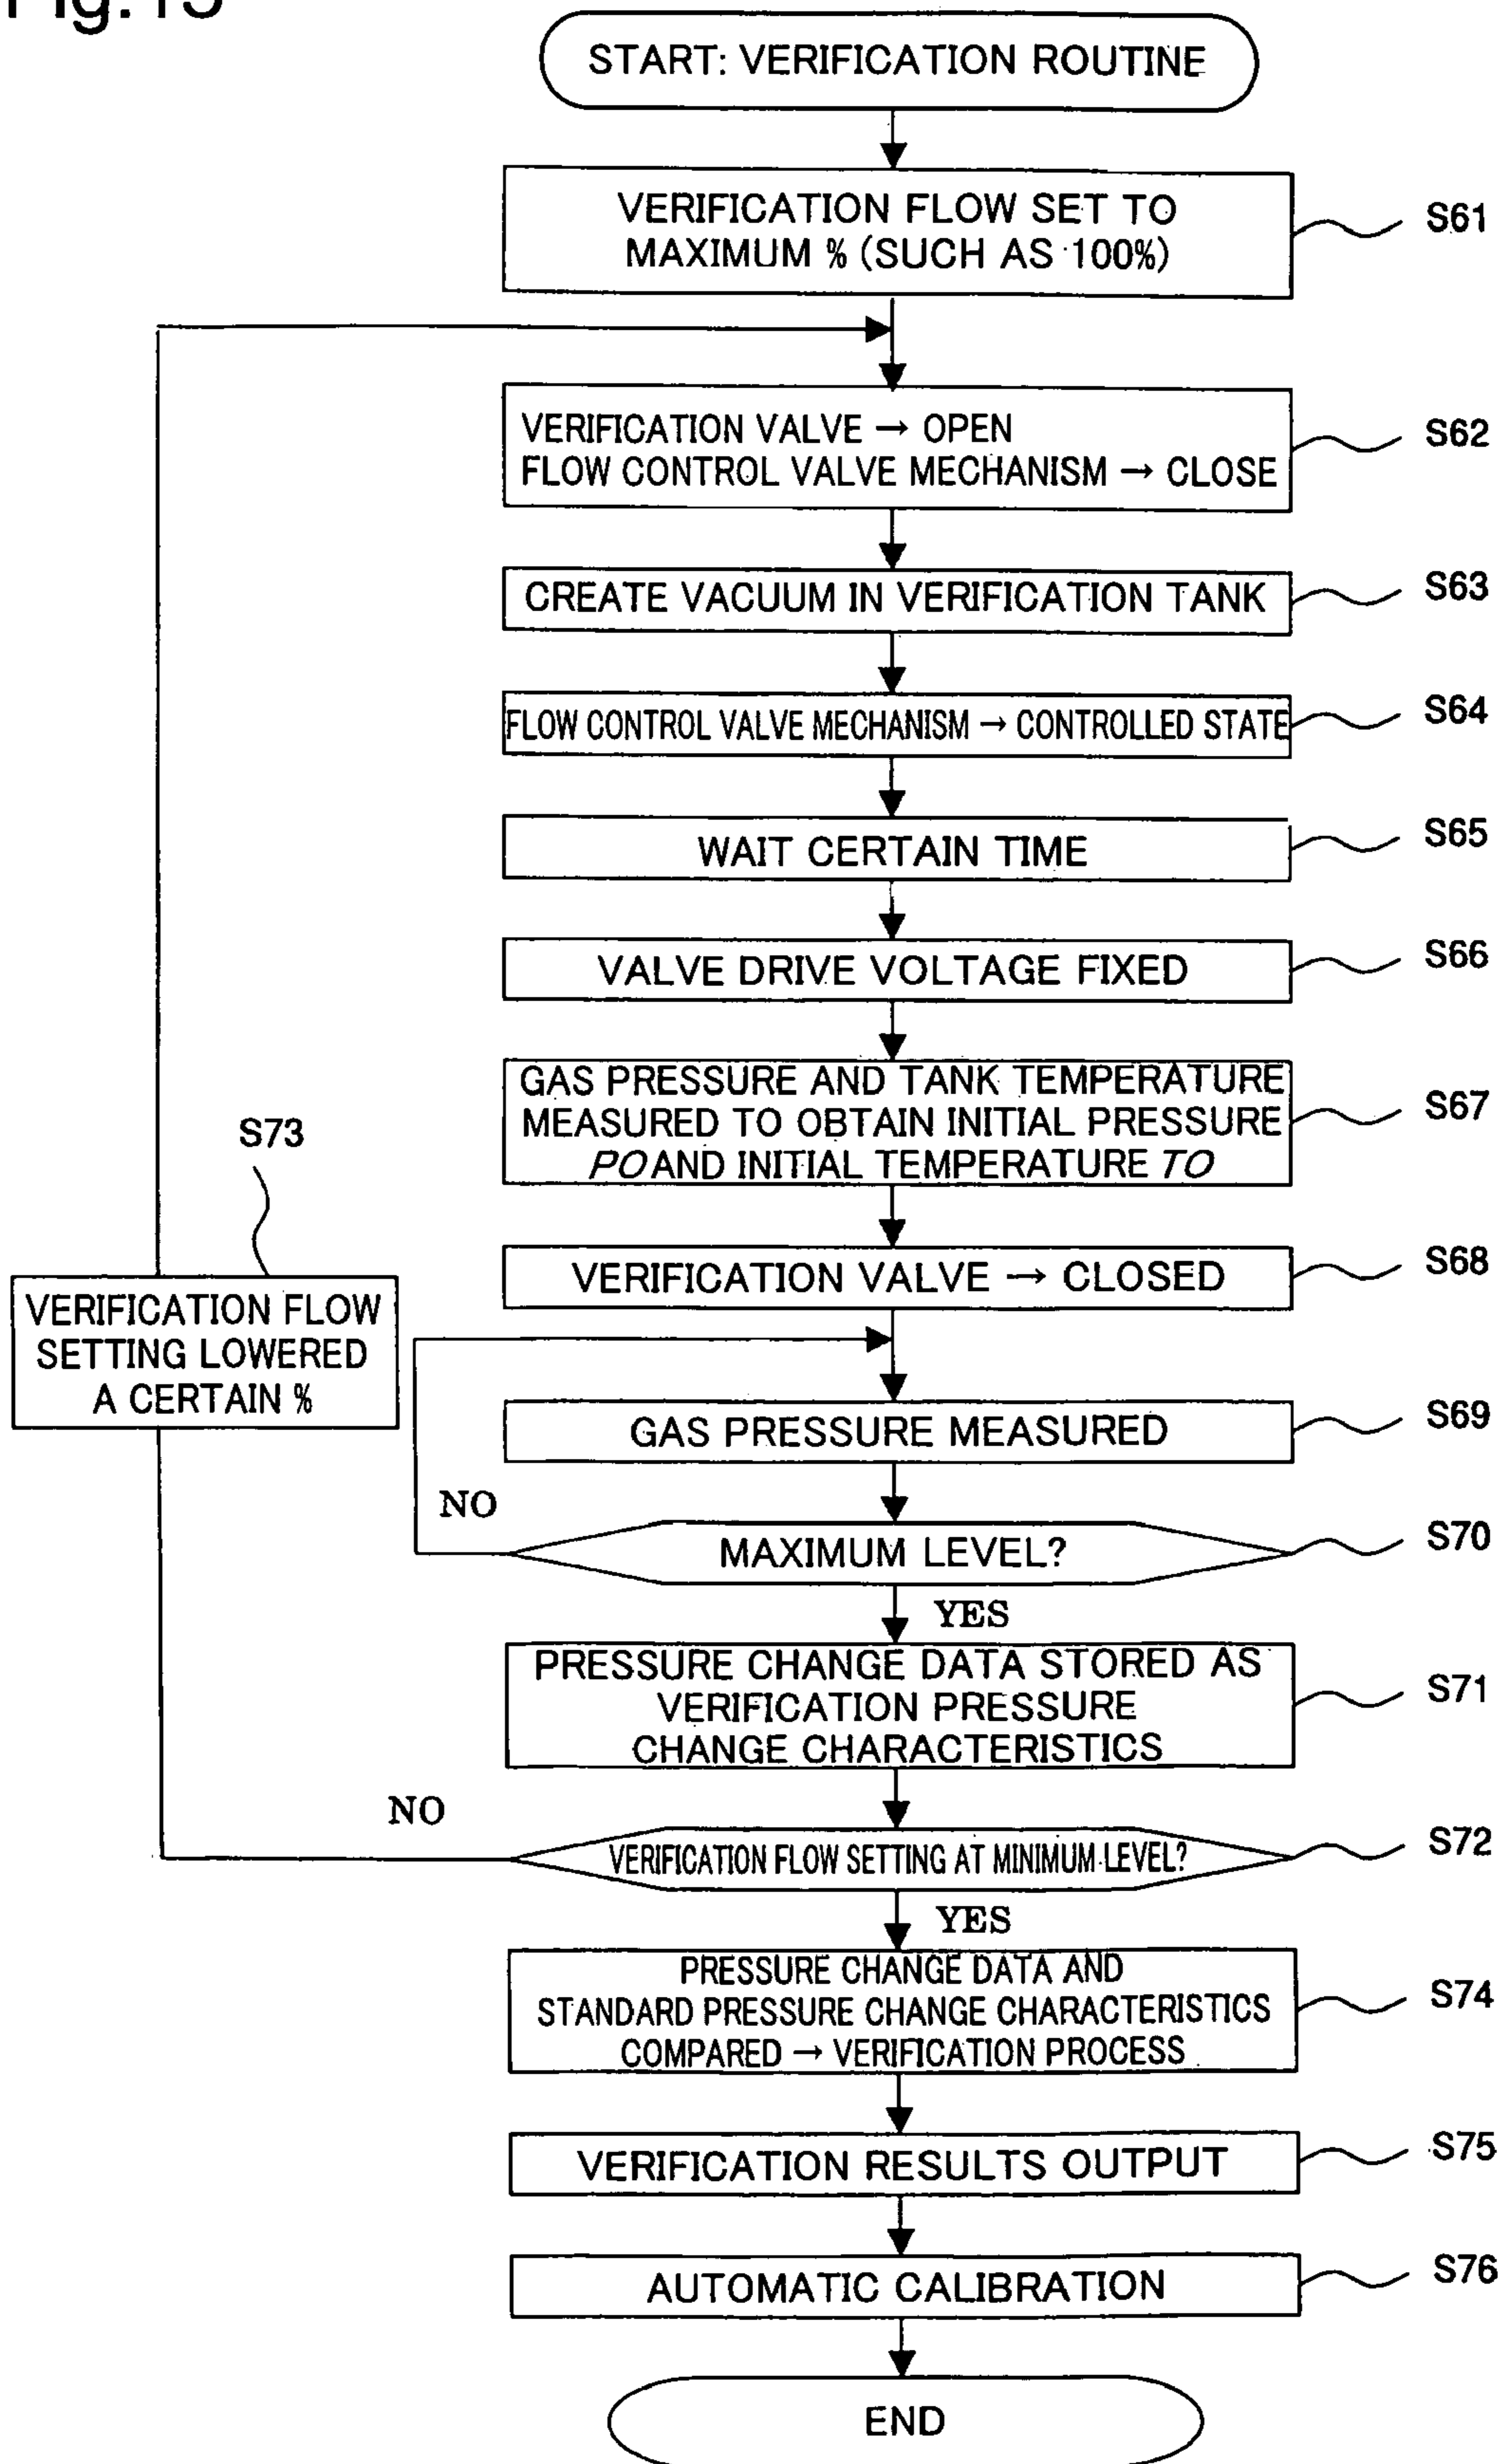 START: VERIFICATION ROUTINE
VERIFICATION FLOW SET TO
MAXIMUM % (SUCH AS 100%)
S61
VERIFICATION VALVE → OPEN
FLOW CONTROL VALVE MECHANISM → CLOSE
S62
CREATE VACUUM IN VERIFICATION TANK
S63
FLOW CONTROL VALVE MECHANISM → CONTROLLED STATE
S64
WAIT CERTAIN TIME
S65
VALVE DRIVE VOLTAGE FIXED
S66
GAS PRESSURE AND TANK TEMPERATURE
MEASURED TO OBTAIN INITIAL PRESSURE
PO AND INITIAL TEMPERATURE TO
S67
VERIFICATION VALVE → CLOSED
S68
S73
VERIFICATION FLOW
SETTING LOWERED
A CERTAIN %
GAS PRESSURE MEASURED
S69
NO
MAXIMUM LEVEL?
S70
YES
PRESSURE CHANGE DATA STORED AS
VERIFICATION PRESSURE
CHANGE CHARACTERISTICS
S71
NO
VERIFICATION FLOW SETTING AT MINIMUM LEVEL?
S72
YES
PRESSURE CHANGE DATA AND
STANDARD PRESSURE CHANGE CHARACTERISTICS
COMPARED → VERIFICATION PROCESS
S74
VERIFICATION RESULTS OUTPUT
S75
AUTOMATIC CALIBRATION
S76
END